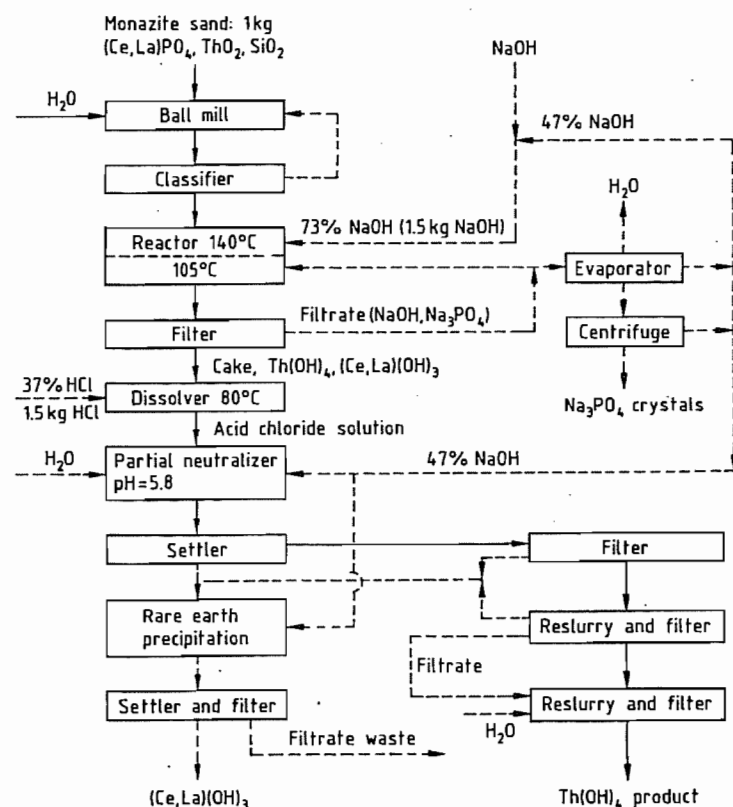 Monazite sand: 1kg
(Ce,La)PO₄, ThO₂, SiO₂
NaOH
H₂O
Ball mill
47% NaOH
Classifier
H₂O
73% NaOH (1.5kg NaOH)
Reactor 140°C
105°C
Evaporator
Filter
Filtrate (NaOH,Na₃PO₄)
Centrifuge
Cake, Th(OH)₄,(Ce,La)(OH)₃
37% HCl
1.5 kg HCl
Dissolver 80°C
Na₃PO₄ crystals
Acid chloride solution
H₂O
Partial neutralizer
pH=5.8
47% NaOH
Settler
Filter
Rare earth
precipitation
Reslurry and filter
Filtrate
Settler and filter
Reslurry and filter
H₂O
Filtrate waste
(Ce,La)(OH)₃
Th(OH)₄ product